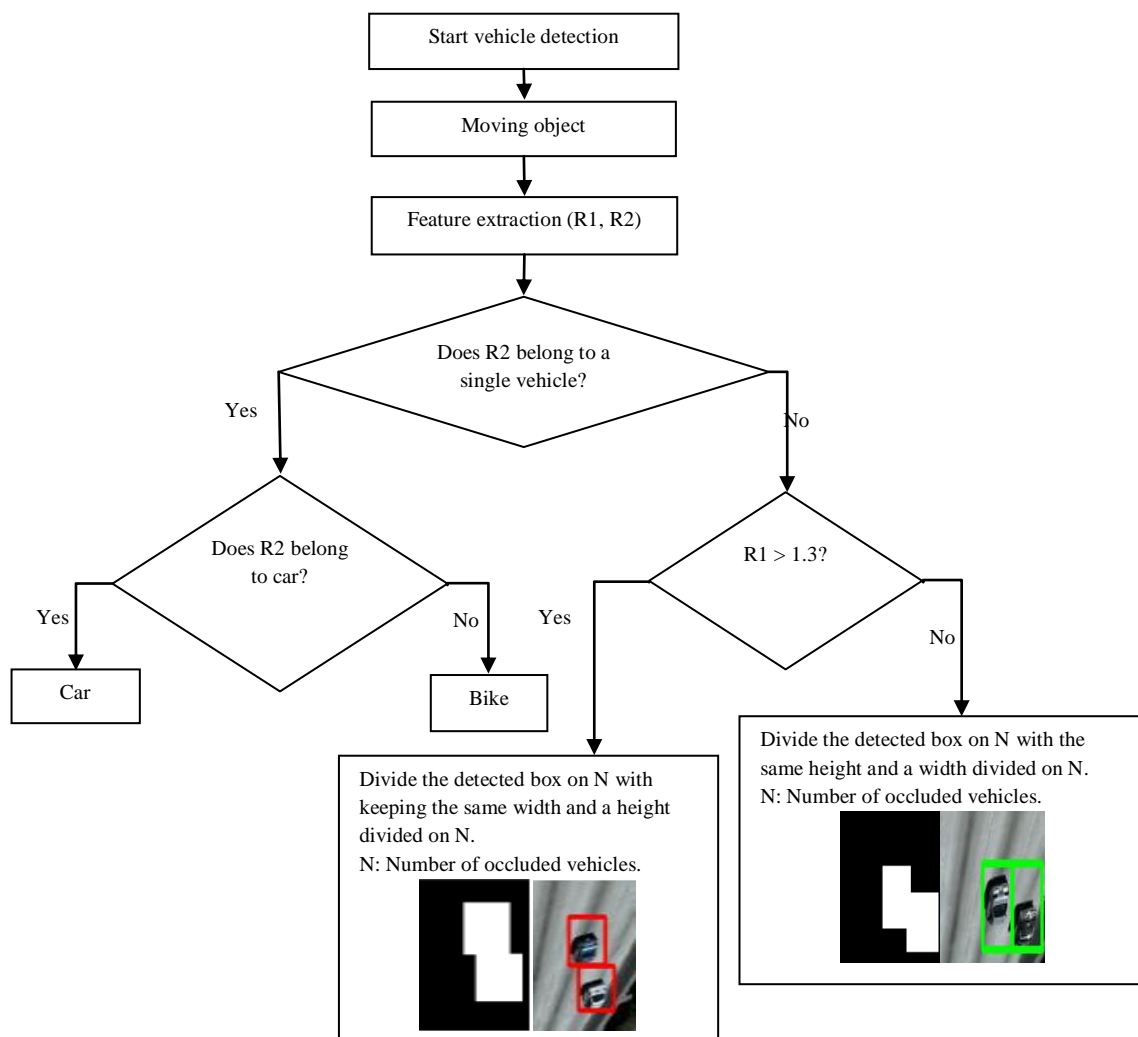 Start vehicle detection
Moving object
Feature extraction (R1, R2)
Does R2 belong to a
single vehicle?
Yes
No
Does R2 belong
to car?
R1 > 1.3?
Yes
No
Yes
No
Car
Bike
Divide the detected box on N with
keeping the same width and a height
divided on N.
N: Number of occluded vehicles.
Divide the detected box on N with the
same height and a width divided on N.
N: Number of occluded vehicles.